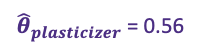 θ̂plasticizer = 0.56